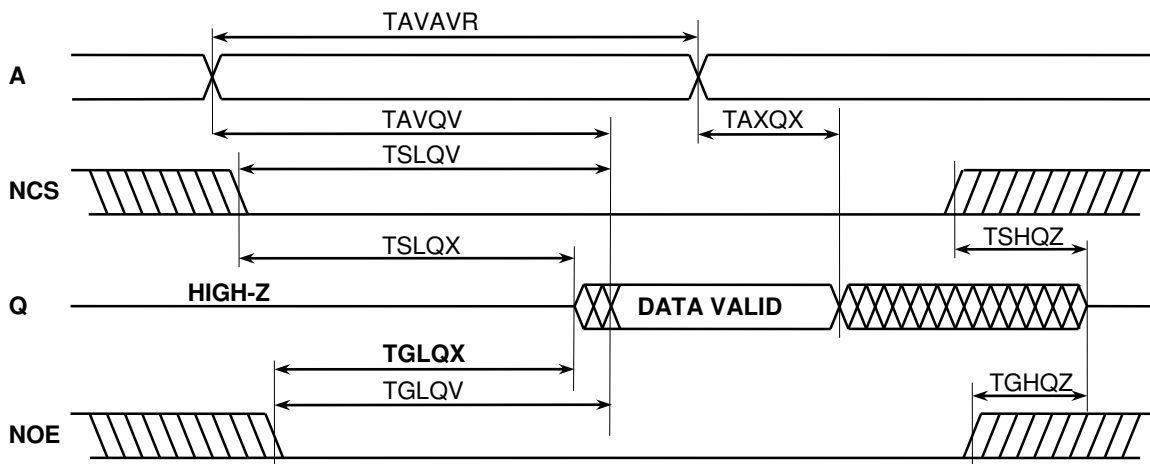 TAVAVR
A
TAVQV
TAXQX
TSLQV
NCS
TSLQX
TSHQZ
HIGH-Z
Q
DATA VALID
TGLQX
TGLQV
TGHQZ
NOE